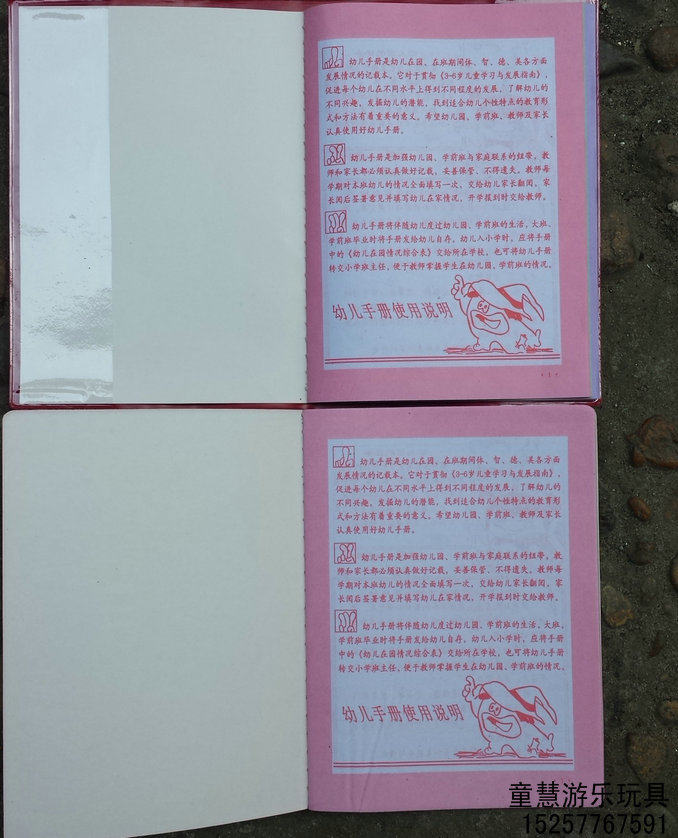 幼儿手册是幼儿在园、在班期间体、智、德、美各方面
发展情况的记载本。它对于贯彻《3-6岁儿童学习与发展指南》,
促进每个幼儿在不同水平上得到不同程度的发展,了解幼儿的
不同兴趣,发掘幼儿的潜能,找到适合幼儿个性特点的教育形
式和方法有着重要的意义。希望幼儿园、学前班、教师及家长
认真使用好幼儿手册。
幼儿手册是加强幼儿园、学前班与家庭联系的纽带,教
师和家长都必须认真做好记载,妥善保管、不得遗失。教师每
学期对本班幼儿的情况全面填写一次,交给幼儿家长翻阅,家
长阅后签署意见并填写幼儿在家情况,开学报到时交给教师。
幼儿手册将伴随幼儿度过幼儿园、学前班的生活,大班、
学前班毕业时将手册发给幼儿自存。幼儿入小学时,应将手册
中的《幼儿在园情况综合表》交给所在学校,也可将幼儿手册
转交小学班主任,便于教师掌握学生在幼儿园、学前班的情况。
幼儿手册使用说明
· 1 ·
幼儿手册是幼儿在园、在班期间体、智、德、美各方面
发展情况的记载本。它对于贯彻《3-6岁儿童学习与发展指南》,
促进每个幼儿在不同水平上得到不同程度的发展,了解幼儿的
不同兴趣,发掘幼儿的潜能,找到适合幼儿个性特点的教育形
式和方法有着重要的意义。希望幼儿园、学前班、教师及家长
认真使用好幼儿手册。
幼儿手册是加强幼儿园、学前班与家庭联系的纽带,教
师和家长都必须认真做好记载,妥善保管、不得遗失。教师每
学期对本班幼儿的情况全面填写一次,交给幼儿家长翻阅,家
长阅后签署意见并填写幼儿在家情况,开学报到时交给教师。
幼儿手册将伴随幼儿度过幼儿园、学前班的生活,大班、
学前班毕业时将手册发给幼儿自存。幼儿入小学时,应将手册
中的《幼儿在园情况综合表》交给所在学校,也可将幼儿手册
转交小学班主任,便于教师掌握学生在幼儿园、学前班的情况。
幼儿手册使用说明
童慧游乐玩具
15257767591